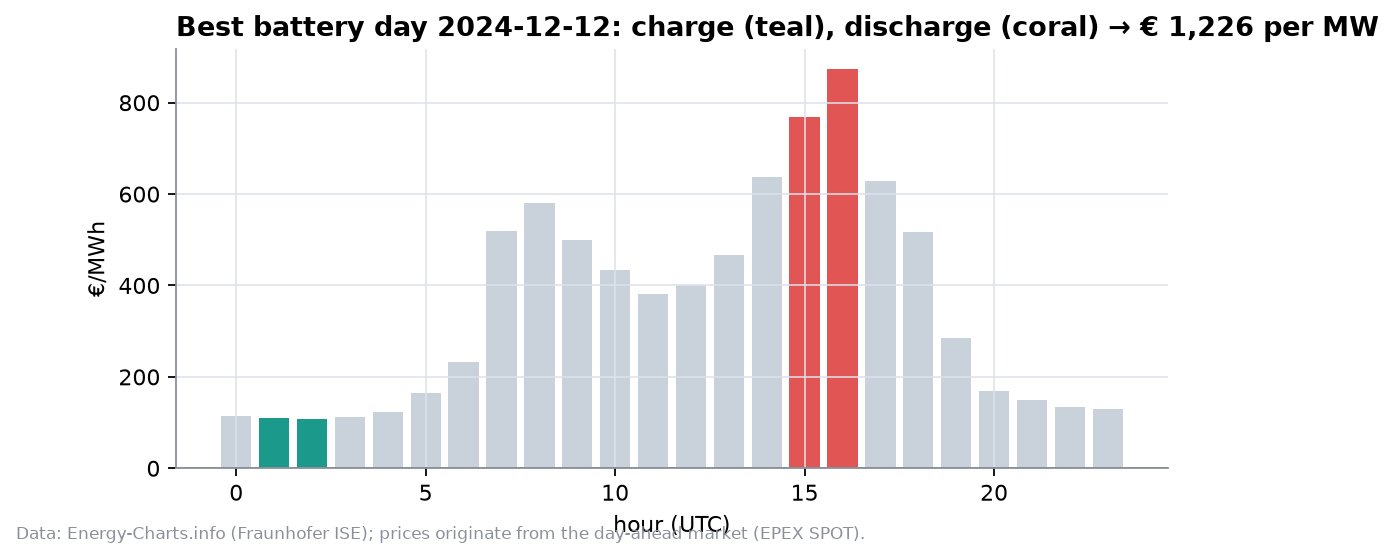 Best battery day 2024-12-12: charge (teal), discharge (coral) → € 1,226 per MW
€/MWh
800
600
400
200
0
0 5 10 15 20
hour (UTC)
Data: Energy-Charts.info (Fraunhofer ISE); prices originate from the day-ahead market (EPEX SPOT).